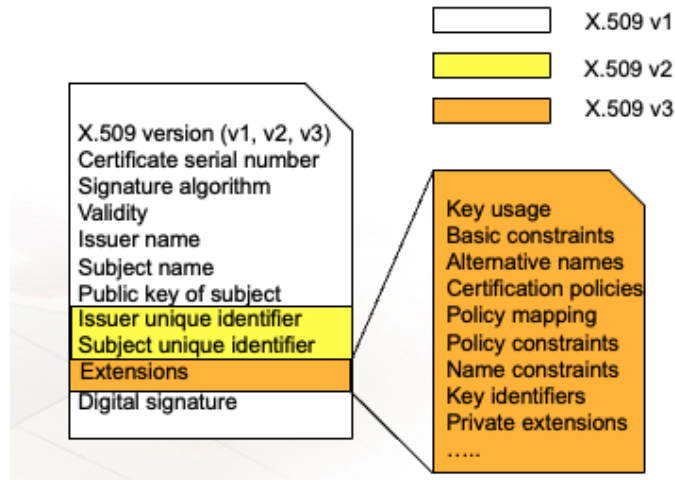 X.509 v1
X.509 v2
X.509 v3
X.509 version (v1, v2, v3)
Certificate serial number
Signature algorithm
Validity
Issuer name
Subject name
Public key of subject
Issuer unique identifier
Subject unique identifier
Extensions
Digital signature
Key usage
Basic constraints
Alternative names
Certification policies
Policy mapping
Policy constraints
Name constraints
Key identifiers
Private extensions
…..